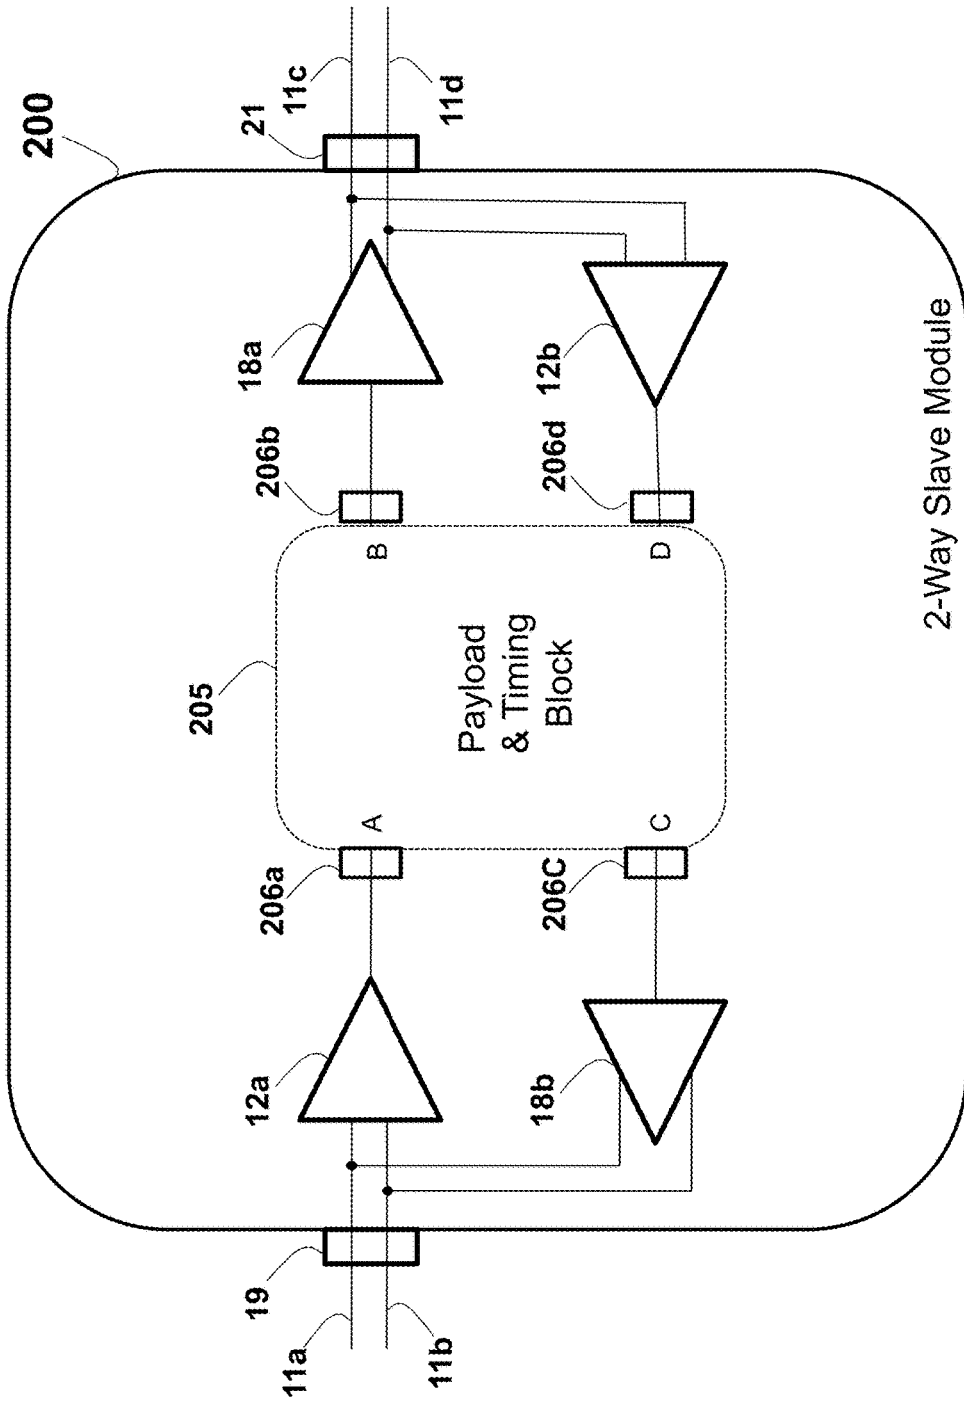 200
11c
21
11d
18a
12b
206b
206d
B
D
205
Payload
& Timing
Block
A
C
206a
206C
12a
18b
19
11a
11b
2-Way Slave Module